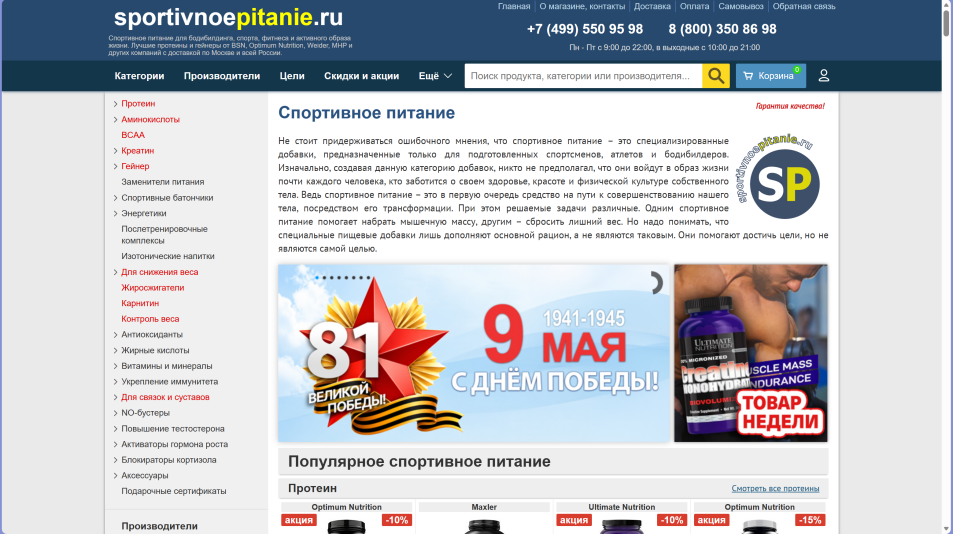 Главная О магазине, контакты Доставка Оплата Самовывоз Обратная связь
sportivnoepitanie.ru
+7 (499) 550 95 98 8 (800) 350 86 98
Спортивное питание для бодибилдинга, спорта, фитнеса и активного образа
жизни. Лучшие протеины и гейнеры от BSN, Optimum Nutrition, Weider, MHP и
других компаний с доставкой по Москве и всей России.
Пн - Пт с 9:00 до 22:00, в выходные с 10:00 до 21:00
Категории Производители Цели Скидки и акции Ещё
Поиск продукта, категории или производителя...
Корзина 0
Протеин
Аминокислоты
BCAA
Креатин
Гейнер
Заменители питания
Спортивные батончики
Энергетики
Послетренировочные
комплексы
Изотонические напитки
Для снижения веса
Жиросжигатели
Карнитин
Контроль веса
Антиоксиданты
Жирные кислоты
Витамины и минералы
Укрепление иммунитета
Для связок и суставов
NO-бустеры
Повышение тестостерона
Активаторы гормона роста
Блокираторы кортизола
Аксессуары
Подарочные сертификаты
Производители
Спортивное питание
Гарантия качества!
Не стоит придерживаться ошибочного мнения, что спортивное питание – это специализированные
добавки, предназначенные только для подготовленных спортсменов, атлетов и бодибилдеров.
Изначально, создавая данную категорию добавок, никто не предполагал, что они войдут в образ жизни
почти каждого человека, кто заботится о своем здоровье, красоте и физической культуре собственного
тела. Ведь спортивное питание – это в первую очередь средство на пути к совершенствованию нашего
тела, посредством его трансформации. При этом решаемые задачи различные. Одним спортивное
питание помогает набрать мышечную массу, другим – сбросить лишний вес. Но надо понимать, что
специальные пищевые добавки лишь дополняют основной рацион, а не являются таковым. Они помогают достичь цели, но не
являются самой целью.
sportivnoepitanie.ru
SP
81
ВЕЛИКОЙ
ПОБЕДЫ!
9 МАЯ
1941-1945
С ДНЁМ ПОБЕДЫ!
ULTIMATE
NUTRITION
MICRONIZED
Creatine
MONOHYDRATE
MUSCLE MASS
ENDURANCE
ТОВАР
НЕДЕЛИ
Популярное спортивное питание
Протеин
Смотреть все протеины
Optimum Nutrition Maxler Ultimate Nutrition Optimum Nutrition
акция -10% акция -10% акция -15%